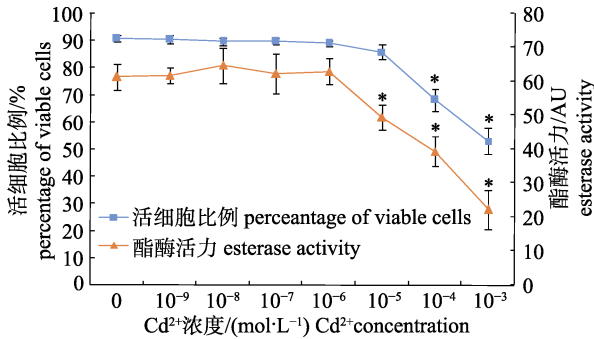 活细胞比例/%
percentage of viable cells
100
90
80
70
60
50
40
30
20
10
0
80
70
60
50
40
30
20
10
0
酯酶活力/AU
esterase activity
* *
* * * *
活细胞比例 perceantage of viable cells
酯酶活力 esterase activity
0 10⁻⁹ 10⁻⁸ 10⁻⁷ 10⁻⁶ 10⁻⁵ 10⁻⁴ 10⁻³
Cd²⁺浓度/(mol·L⁻¹) Cd²⁺concentration